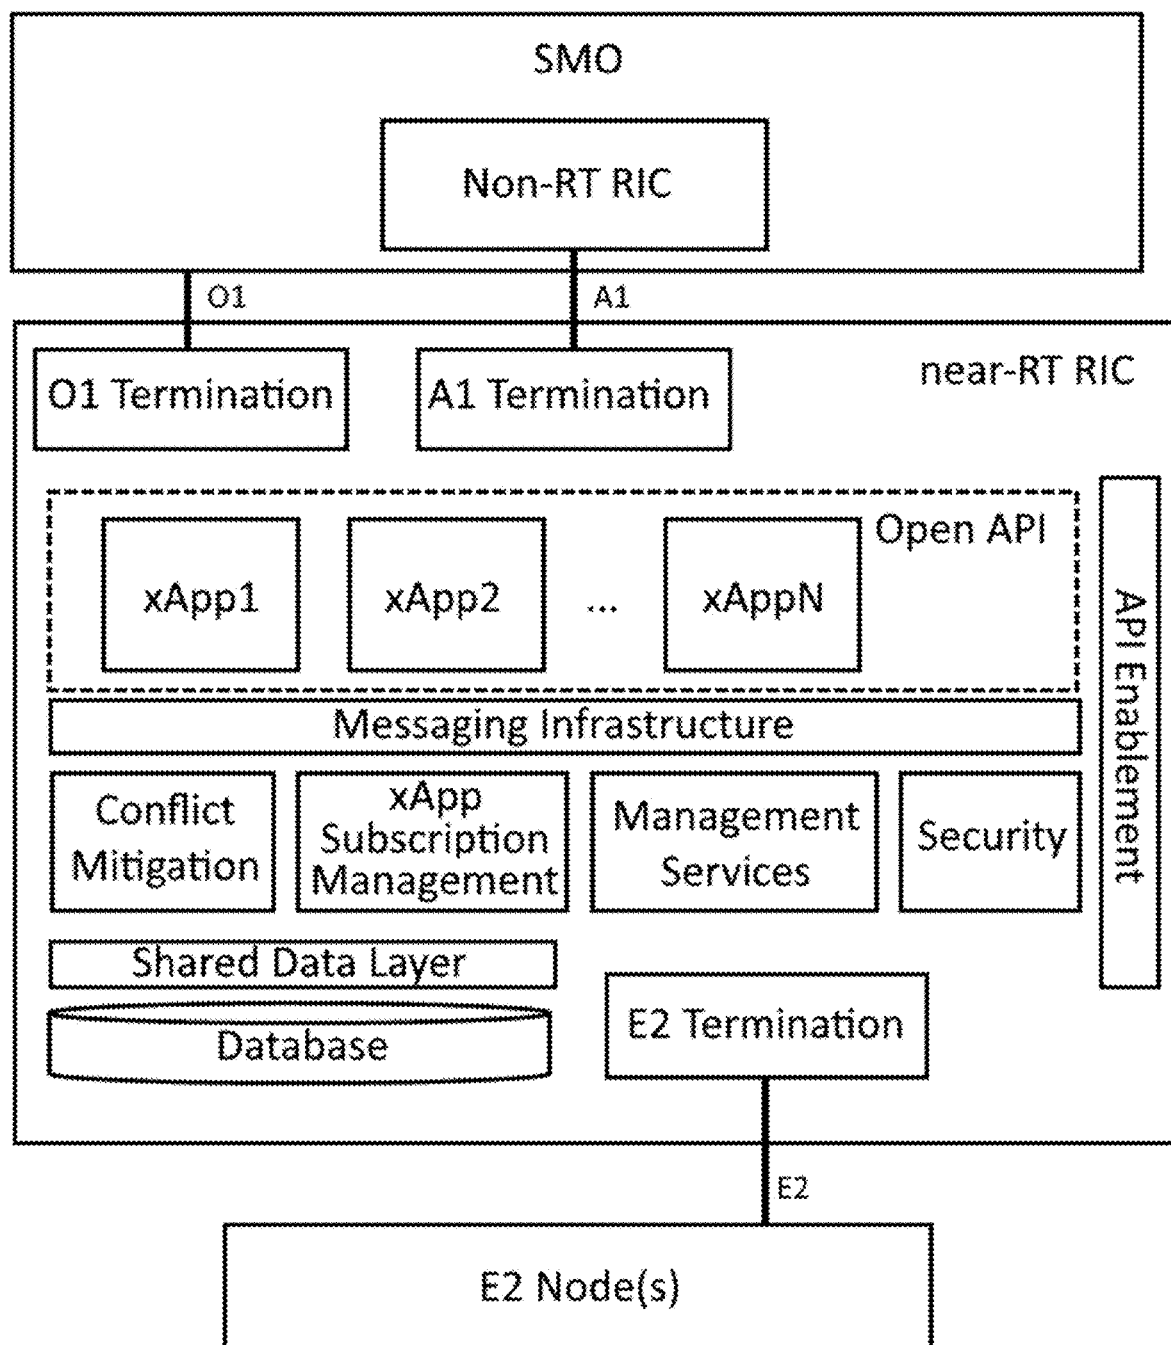 SMO
Non-RT RIC
O1
A1
near-RT RIC
O1 Termination
A1 Termination
Open API
xApp1
xApp2
...
xAppN
API Enablement
Messaging Infrastructure
Conflict
Mitigation
xApp
Subscription
Management
Management
Services
Security
Shared Data Layer
Database
E2 Termination
E2
E2 Node(s)